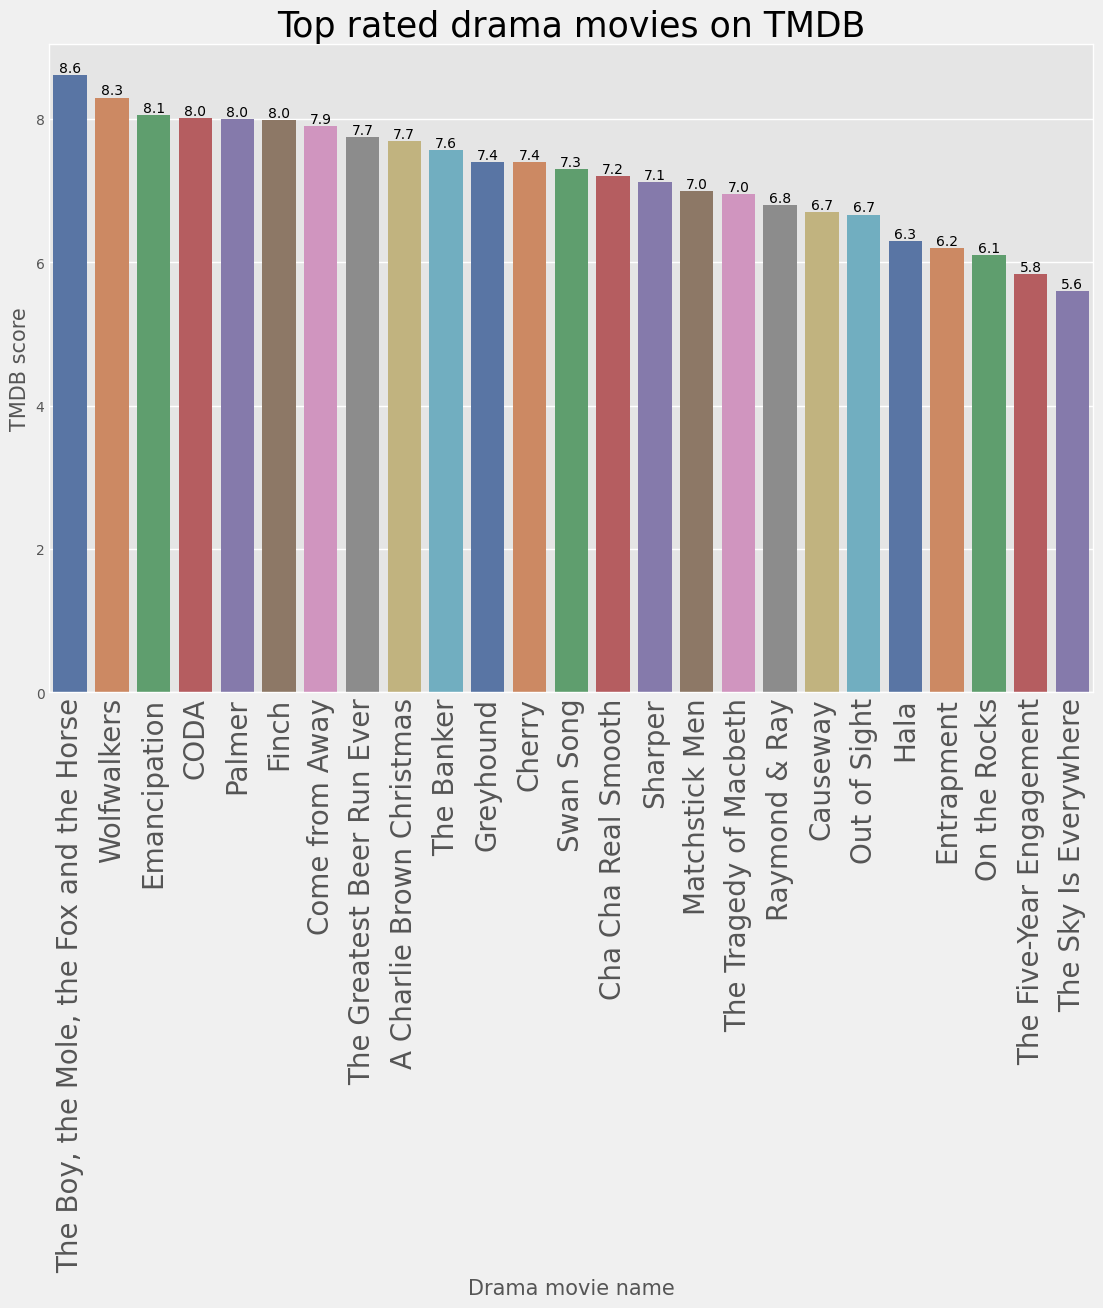 Top rated drama movies on TMDB
TMDB score
8
6
4
2
0
8.6
8.3
8.1
8.0
8.0
8.0
7.9
7.7
7.7
7.6
7.4
7.4
7.3
7.2
7.1
7.0
7.0
6.8
6.7
6.7
6.3
6.2
6.1
5.8
5.6
The Boy, the Mole, the Fox and the Horse
Wolfwalkers
Emancipation
CODA
Palmer
Finch
Come from Away
The Greatest Beer Run Ever
A Charlie Brown Christmas
The Banker
Greyhound
Cherry
Swan Song
Cha Cha Real Smooth
Sharper
Matchstick Men
The Tragedy of Macbeth
Raymond & Ray
Causeway
Out of Sight
Hala
Entrapment
On the Rocks
The Five-Year Engagement
The Sky Is Everywhere
Drama movie name